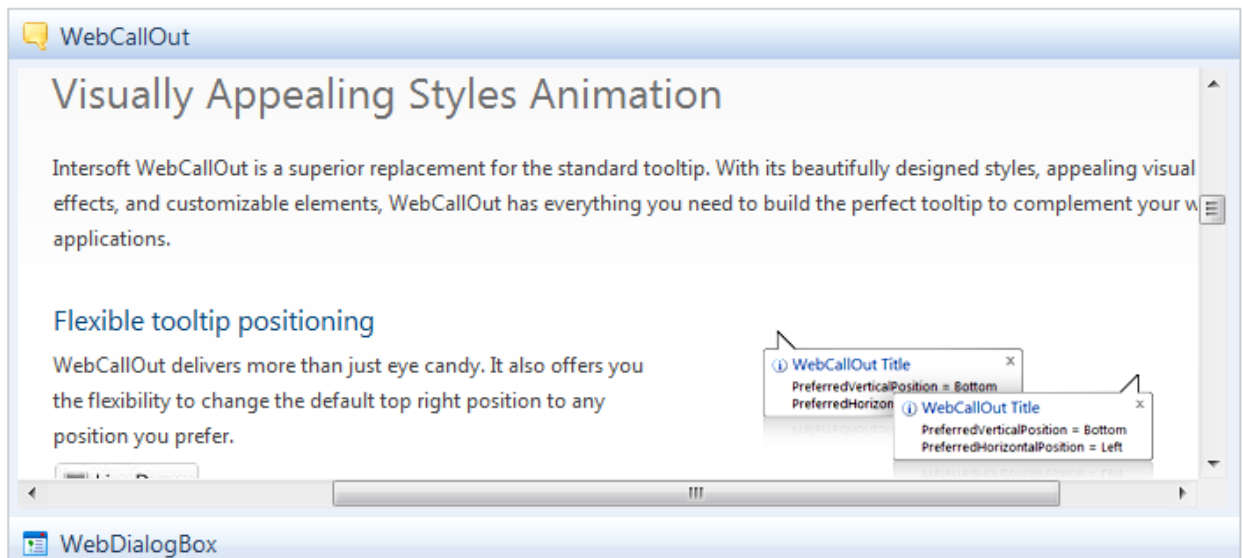 WebCallOut
Visually Appealing Styles Animation
Intersoft WebCallOut is a superior replacement for the standard tooltip. With its beautifully designed styles, appealing visual
effects, and customizable elements, WebCallOut has everything you need to build the perfect tooltip to complement your
applications.
Flexible tooltip positioning
WebCallOut delivers more than just eye candy. It also offers you
the flexibility to change the default top right position to any
position you prefer.
WebCallOut Title
PreferredVerticalPosition = Bottom
WebCallOut Title
PreferredVerticalPosition = Bottom
PreferredHorizontalPosition = Left
WebDialogBox